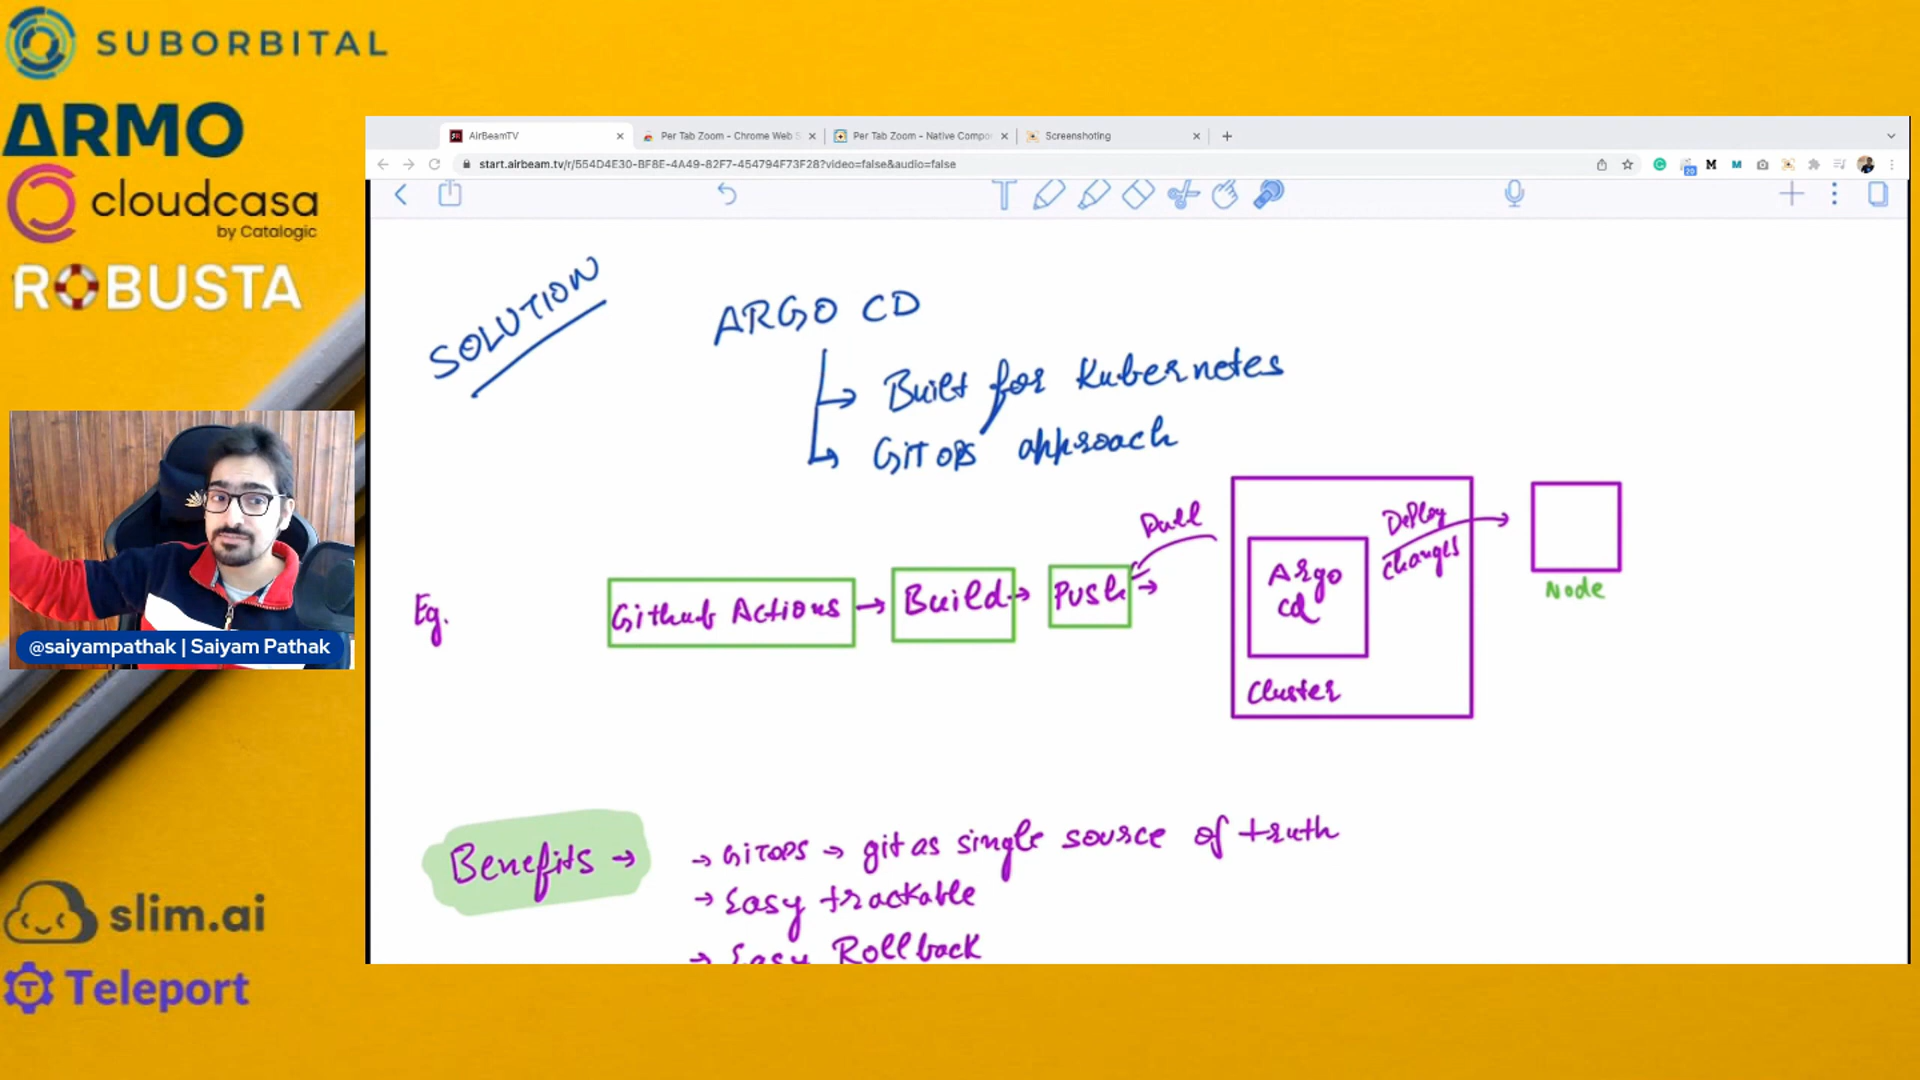 SUBORBITAL
ARMO
cloudcasa
by Catalogic
ROBUSTA
@saiyampathak | Saiyam Pathak
slim.ai
Teleport
AirBeamTV
Per Tab Zoom - Chrome Web S
Per Tab Zoom - Native Compo
Screenshoting
start.airbeam.tv/r/554D4E30-BF8E-4A49-82F7-454794F73F28?video=false&audio=false
SOLUTION
ARGO CD
→ Built for Kubernetes
→ GITOPS approach
Eg.
Github Actions → Build → Push →
Pull
Argo
cd
Cluster
Deploy
changes
Node
Benefits →
→ GITOPS → git as single source of truth
→ Easy trackable
→ Easy Rollback